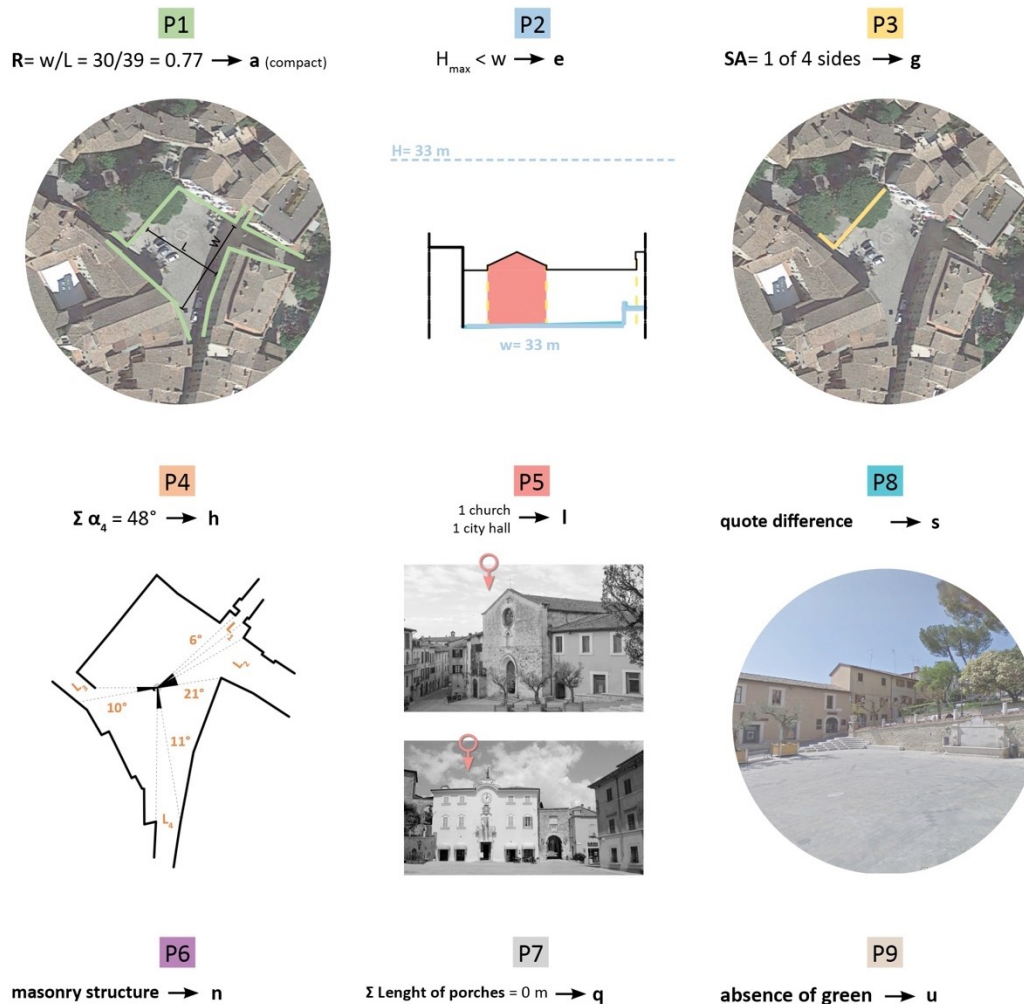 P1
R= w/L = 30/39 = 0.77 → a (compact)
L
W
P2
Hmax < w → e
H= 33 m
w= 33 m
P3
SA= 1 of 4 sides → g
P4
Σ α4 = 48° → h
6°
L1
L2
L3
21°
10°
11°
L4
P5
1 church
1 city hall
→ l
P8
quote difference → s
P6
masonry structure → n
P7
Σ Lenght of porches = 0 m → q
P9
absence of green → u